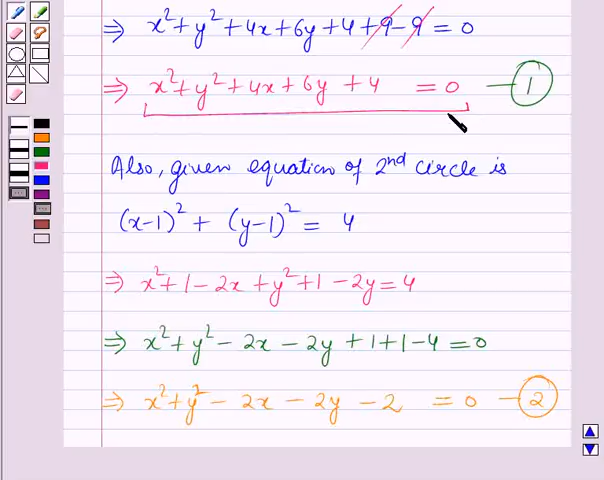 ⇒ x² + y² + 4x + 6y + 4 + 9 - 9 = 0
⇒ x² + y² + 4x + 6y + 4 = 0 — 1
Also, given equation of 2nd circle is
(x-1)² + (y-1)² = 4
⇒ x² + 1 - 2x + y² + 1 - 2y = 4
⇒ x² + y² - 2x - 2y + 1 + 1 - 4 = 0
⇒ x² + y² - 2x - 2y - 2 = 0 — 2